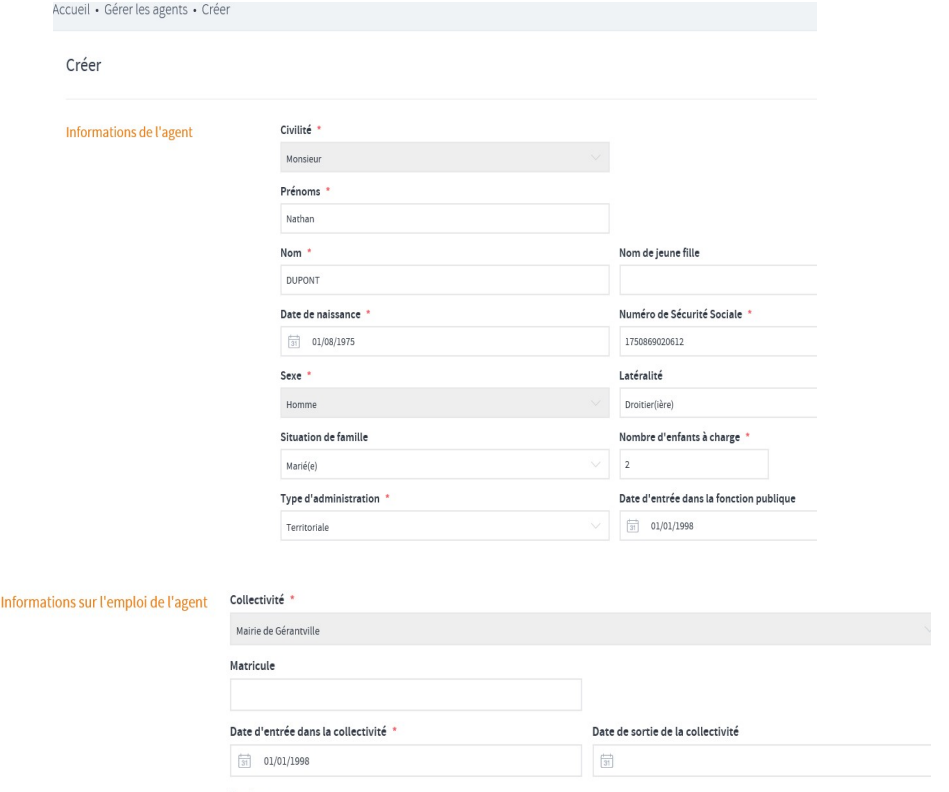 Accueil • Gérer les agents • Créer
Créer
Informations de l'agent
Civilité *
Monsieur
Prénoms *
Nathan
Nom * Nom de jeune fille
DUPONT
Date de naissance * Numéro de Sécurité Sociale *
01/08/1975 1750869020612
Sexe * Latéralité
Homme Droitier(ière)
Situation de famille Nombre d'enfants à charge *
Marié(e) 2
Type d'administration * Date d'entrée dans la fonction publique
Territoriale 01/01/1998
Informations sur l'emploi de l'agent Collectivité *
Mairie de Gérantville
Matricule
Date d'entrée dans la collectivité * Date de sortie de la collectivité
01/01/1998